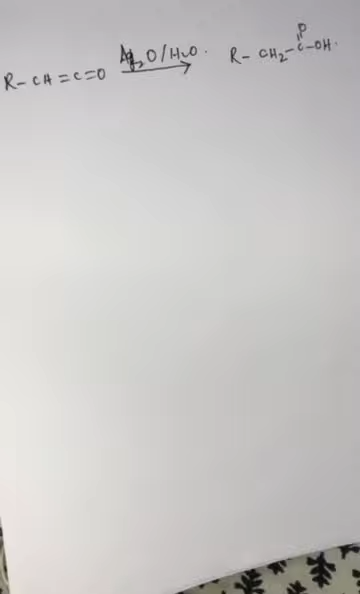 R-CH=C=O Ag2O/H2O. → R-CH2-C-OH.
O